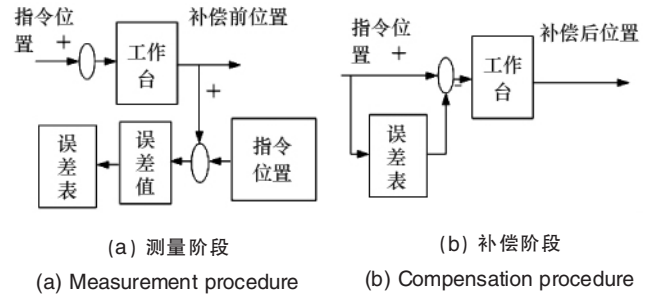 指令位
置
+
工作
台
补偿前位置
+
误
差
表
误
差
值
指令
位置
(a) 测量阶段
(a) Measurement procedure
指令位
置
+
-
工作
台
补偿后位置
误
差
表
(b) 补偿阶段
(b) Compensation procedure